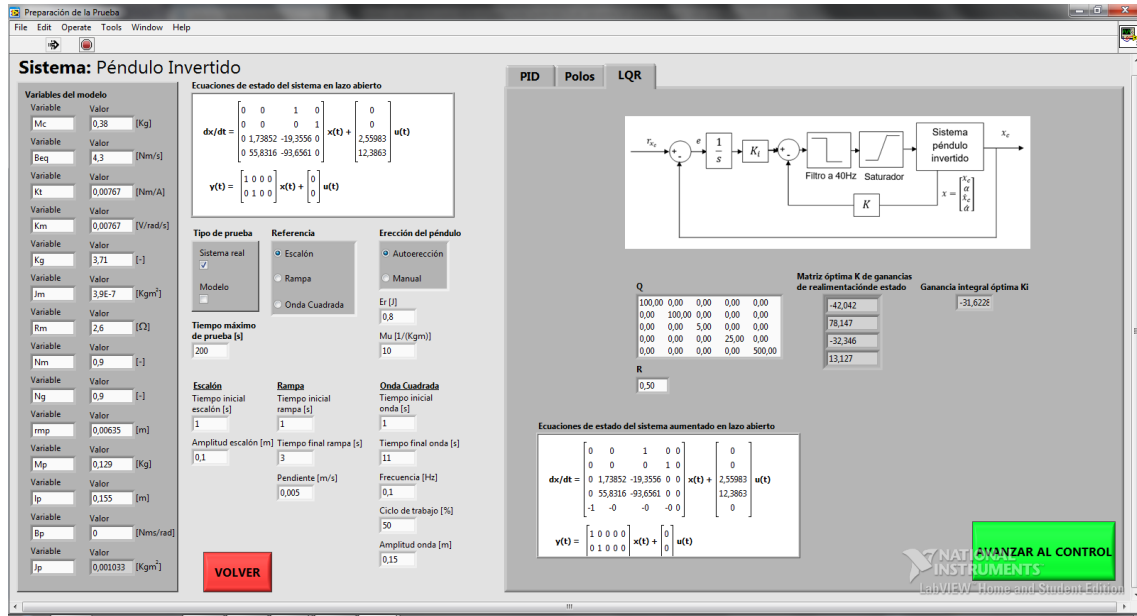 Preparación de la Prueba
File Edit Operate Tools Window Help
Sistema: Péndulo Invertido
Variables del modelo
Variable Valor
Mc 0,38 [Kg]
Variable Valor
Beq 4,3 [Nm/s]
Variable Valor
Kt 0,00767 [Nm/A]
Variable Valor
Km 0,00767 [V/rad/s]
Variable Valor
Kg 3,71 [-]
Variable Valor
Jm 3,9E-7 [Kgm²]
Variable Valor
Rm 2,6 [Ω]
Variable Valor
Nm 0,9 [-]
Variable Valor
Ng 0,9 [-]
Variable Valor
rmp 0,00635 [m]
Variable Valor
Mp 0,129 [Kg]
Variable Valor
lp 0,155 [m]
Variable Valor
Bp 0 [Nms/rad]
Variable Valor
Jp 0,001033 [Kgm²]
Ecuaciones de estado del sistema en lazo abierto
0 0 1 0 0
0 0 0 1 0
dx/dt = 0 1,73852 -19,3556 0 x(t) + 2,55983 u(t)
0 55,8316 -93,6561 0 12,3863
y(t) = 1 0 0 0 x(t) + 0 u(t)
0 1 0 0 0
Tipo de prueba
Sistema real
Modelo
Tiempo máximo
de prueba [s]
200
Referencia
Escalón
Rampa
Onda Cuadrada
Erección del péndulo
Autoerección
Manual
Er [J]
0,8
Mu [1/(Kgm)]
10
Escalón
Tiempo inicial
escalón [s]
1
Amplitud escalón [m]
0,1
Rampa
Tiempo inicial
rampa [s]
1
Tiempo final rampa [s]
3
Pendiente [m/s]
0,005
Onda Cuadrada
Tiempo inicial
onda [s]
1
Tiempo final onda [s]
11
Frecuencia [Hz]
0,1
Ciclo de trabajo [%]
50
Amplitud onda [m]
0,15
VOLVER
PID Polos LQR
r_xc + - e 1/s K_i + - Filtro a 40Hz Saturador Sistema péndulo invertido x_c
K x = [x_c α ẋ_c α̇]
Q
100,00 0,00 0,00 0,00 0,00
0,00 100,00 0,00 0,00 0,00
0,00 0,00 5,00 0,00 0,00
0,00 0,00 0,00 25,00 0,00
0,00 0,00 0,00 0,00 500,00
R
0,50
Matriz óptima K de ganancias
de realimentaciónde estado
-42,042
78,147
-32,346
13,127
Ganancia integral óptima Ki
-31,6228
Ecuaciones de estado del sistema aumentado en lazo abierto
0 0 1 0 0 0
0 0 0 1 0 0
dx/dt = 0 1,73852 -19,3556 0 0 x(t) + 2,55983 u(t)
0 55,8316 -93,6561 0 0 12,3863
-1 -0 -0 -0 0 0
y(t) = 1 0 0 0 0 x(t) + 0 u(t)
0 1 0 0 0 0
AVANZAR AL CONTROL
NATIONAL
INSTRUMENTS
LabVIEW Home and Student Edition